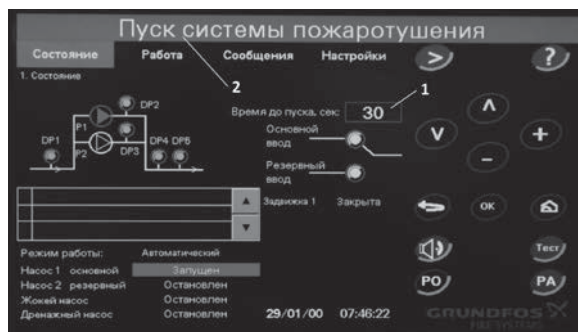 Пуск системы пожаротушения
Состояние Работа Сообщения Настройки > ?
1. Состояние
2
1
DP2
Время до пуска, сек: 30
P1
Основной ввод
DP1
P2
DP3
DP4 DP5
Резервный ввод
Задвижка 1 Закрыта
OK
Режим работы: Автоматический
Тест
Насос 1 основной Запущен
Насос 2 резервный Остановлен
PO PA
Жокей насос Остановлен
Дренажный насос Остановлен
29/01/00 07:46:22
GRUNDFOS